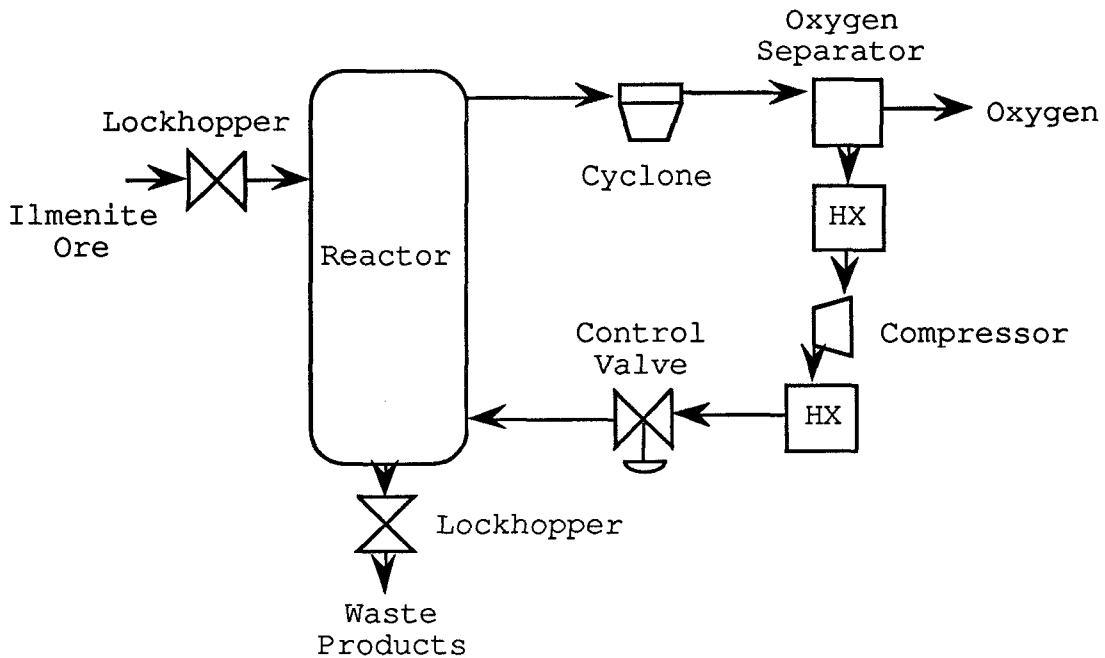 Oxygen
Separator
Lockhopper
Oxygen
Cyclone
Ilmenite
Ore
HX
Reactor
Control
Valve
Compressor
HX
Lockhopper
Waste
Products